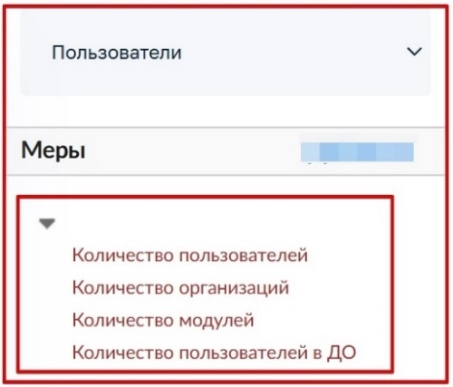 Пользователи
Меры
Количество пользователей
Количество организаций
Количество модулей
Количество пользователей в ДО